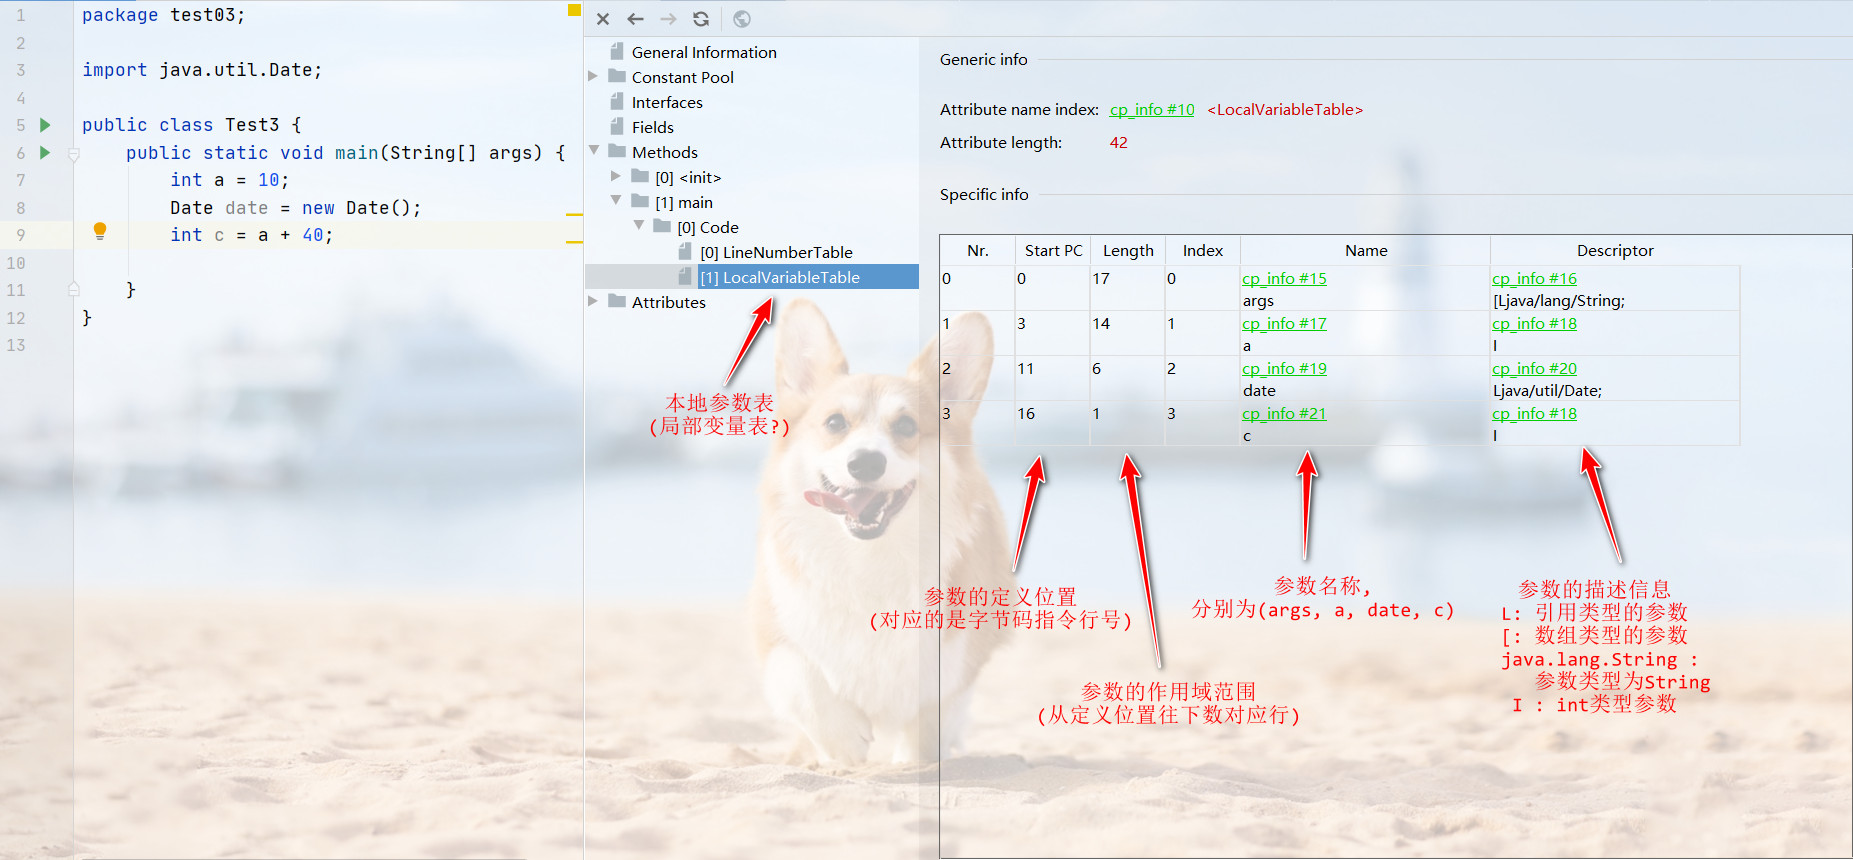 1 package test03;
2
3 import java.util.Date;
4
5 public class Test3 {
6 public static void main(String[] args) {
7 int a = 10;
8 Date date = new Date();
9 int c = a + 40;
10
11 }
12 }
13
General Information
Constant Pool
Interfaces
Fields
Methods
[0] <init>
[1] main
[0] Code
[0] LineNumberTable
[1] LocalVariableTable
Attributes
本地参数表
(局部变量表?)
Generic info
Attribute name index: cp_info #10 <LocalVariableTable>
Attribute length: 42
Specific info
Nr. Start PC Length Index Name Descriptor
0 0 17 0 cp_info #15 cp_info #16
args [Ljava/lang/String;
1 3 14 1 cp_info #17 cp_info #18
a I
2 11 6 2 cp_info #19 cp_info #20
date Ljava/util/Date;
3 16 1 3 cp_info #21 cp_info #18
c I
参数的定义位置
(对应的是字节码指令行号)
参数的作用域范围
(从定义位置往下数对应行)
参数名称,
分别为(args, a, date, c)
参数的描述信息
L: 引用类型的参数
[: 数组类型的参数
java.lang.String :
参数类型为String
I : int类型参数